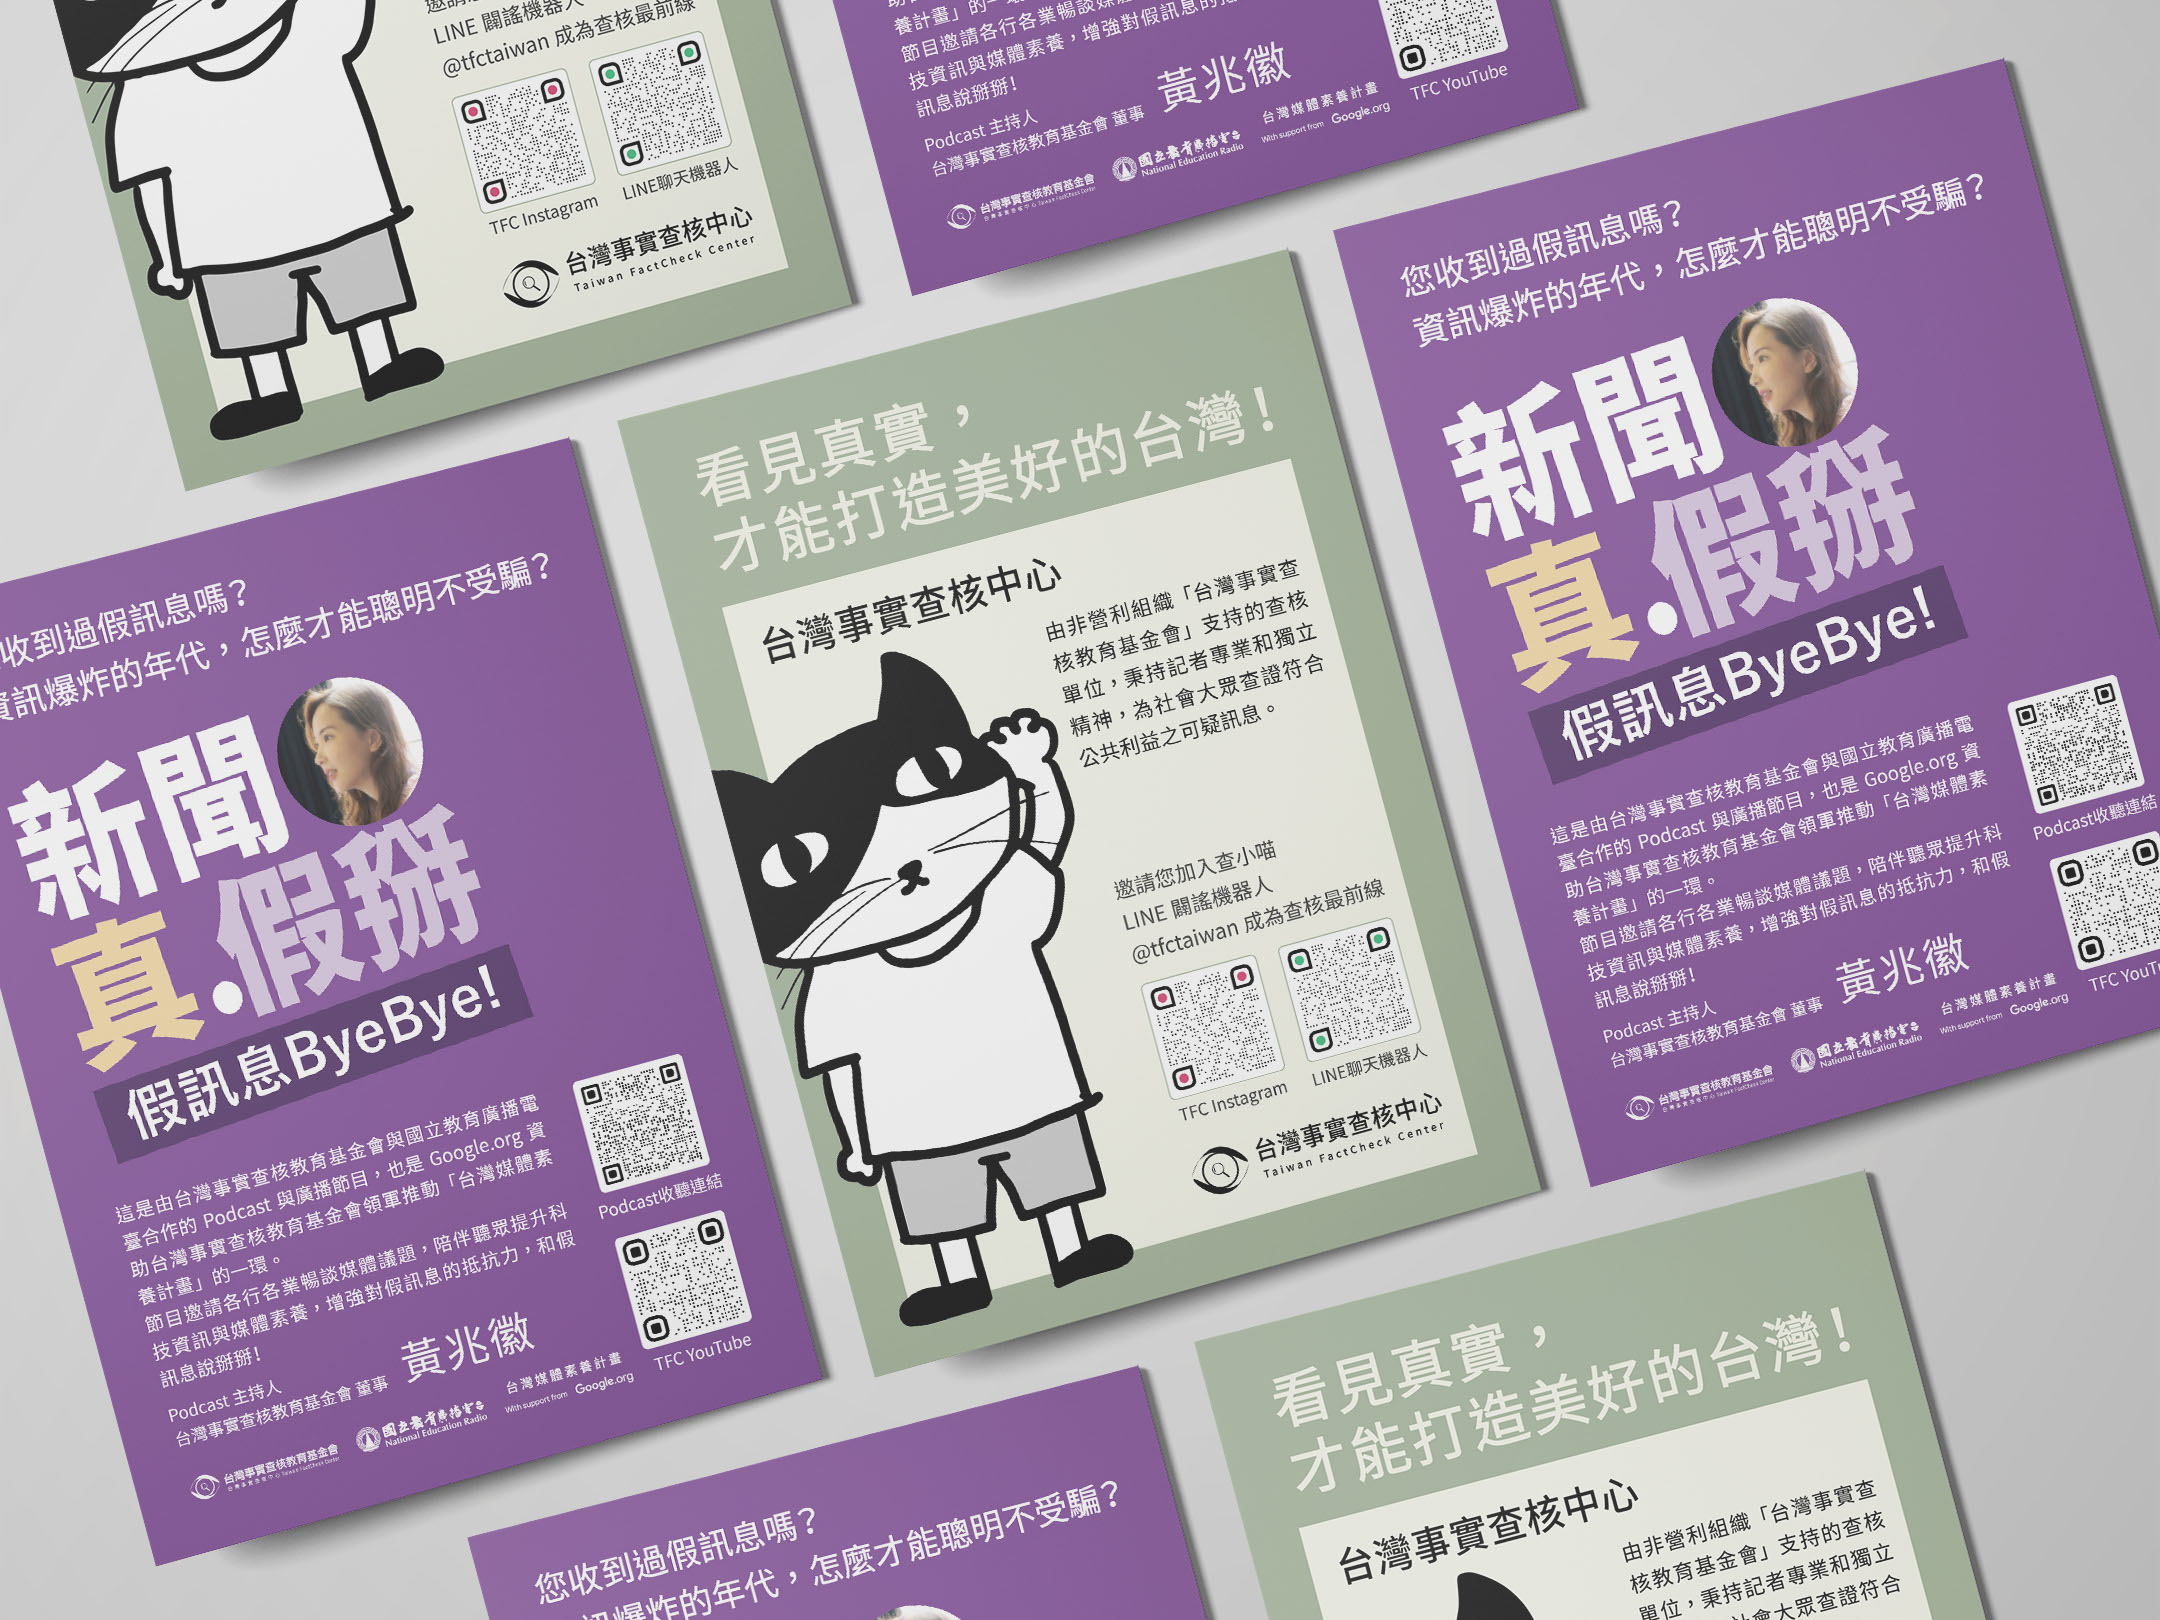 LINE 闢謠機器人
@tfctaiwan 成為查核最前線
TFC Instagram
LINE聊天機器人
台灣事實查核中心
Taiwan FactCheck Center
節目邀請各行各業暢談媒體
技資訊與媒體素養，增強對假訊息的抵
訊息說掰掰！
Podcast 主持人
台灣事實查核教育基金會 董事
黃兆徽
TFC YouTube
台灣事實查核教育基金會
台灣事實查核中心 Taiwan FactCheck Center
國立教育廣播電台
National Education Radio
台灣媒體素養計畫
With support from Google.org
您收到過假訊息嗎？
資訊爆炸的年代，怎麼才能聰明不受騙？
新聞
真．假掰
假訊息ByeBye!
這是由台灣事實查核教育基金會與國立教育廣播電
臺合作的 Podcast 與廣播節目，也是 Google.org 資
助台灣事實查核教育基金會領軍推動「台灣媒體素
養計畫」的一環。
節目邀請各行各業暢談媒體議題，陪伴聽眾提升科
技資訊與媒體素養，增強對假訊息的抵抗力，和假
訊息說掰掰！
Podcast收聽連結
Podcast 主持人
台灣事實查核教育基金會 董事
黃兆徽
台灣事實查核教育基金會
台灣事實查核中心 Taiwan FactCheck Center
國立教育廣播電台
National Education Radio
台灣媒體素養計畫
With support from Google.org
看見真實，
才能打造美好的台灣！
台灣事實查核中心
由非營利組織「台灣事實查
核教育基金會」支持的查核
單位，秉持記者專業和獨立
精神，為社會大眾查證符合
公共利益之可疑訊息。
邀請您加入查小喵
LINE 闢謠機器人
@tfctaiwan 成為查核最前線
TFC Instagram
LINE聊天機器人
台灣事實查核中心
Taiwan FactCheck Center
收到過假訊息嗎？
資訊爆炸的年代，怎麼才能聰明不受騙？
新聞
真．假掰
假訊息ByeBye!
這是由台灣事實查核教育基金會與國立教育廣播電
臺合作的 Podcast 與廣播節目，也是 Google.org 資
助台灣事實查核教育基金會領軍推動「台灣媒體素
養計畫」的一環。
節目邀請各行各業暢談媒體議題，陪伴聽眾提升科
技資訊與媒體素養，增強對假訊息的抵抗力，和假
訊息說掰掰！
Podcast收聽連結
TFC YouTube
Podcast 主持人
台灣事實查核教育基金會 董事
黃兆徽
台灣事實查核教育基金會
台灣事實查核中心 Taiwan FactCheck Center
國立教育廣播電台
National Education Radio
台灣媒體素養計畫
With support from Google.org
您收到過假訊息嗎？
訊爆炸的年代，怎麼才能聰明不受騙？
看見真實，
才能打造美好的台灣！
台灣事實查核中心
由非營利組織「台灣事實查
核教育基金會」支持的查核
單位，秉持記者專業和獨立
社會大眾查證符合